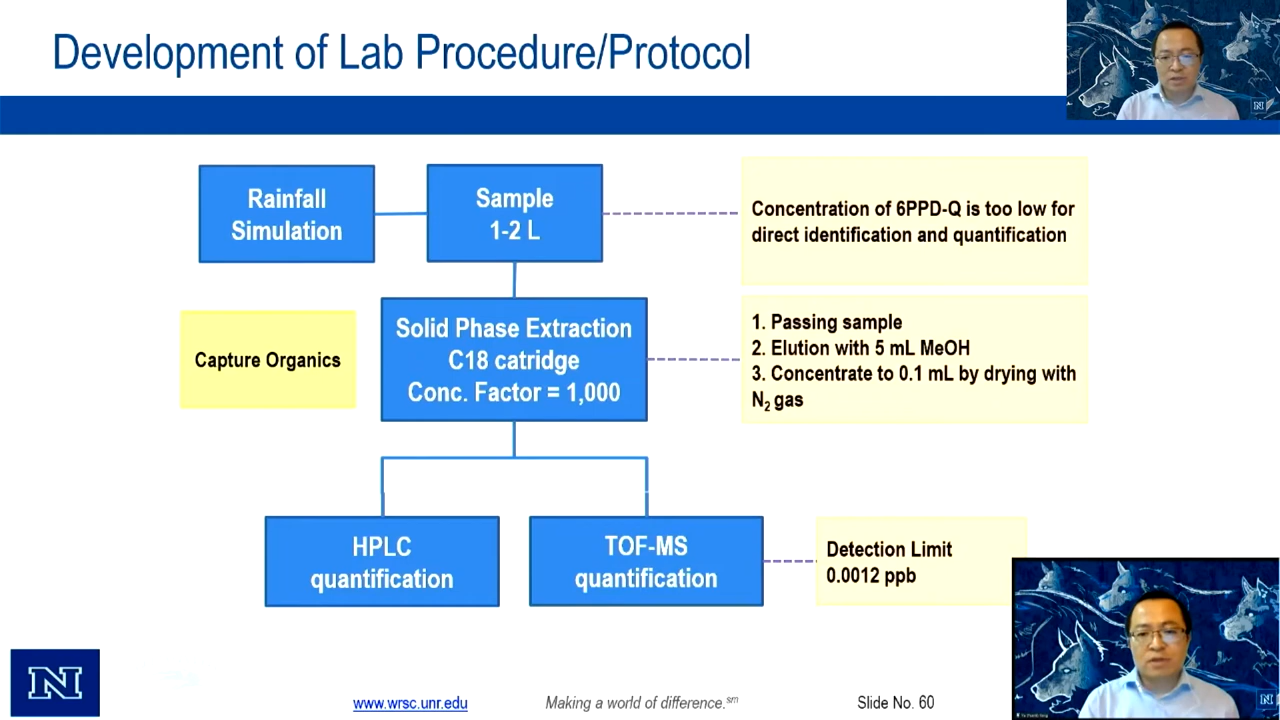 Development of Lab Procedure/Protocol
Rainfall
Simulation
Sample
1-2 L
Concentration of 6PPD-Q is too low for
direct identification and quantification
Capture Organics
Solid Phase Extraction
C18 catridge
Conc. Factor = 1,000
1. Passing sample
2. Elution with 5 mL MeOH
3. Concentrate to 0.1 mL by drying with
N2 gas
HPLC
quantification
TOF-MS
quantification
Detection Limit
0.0012 ppb
N
www.wrsc.unr.edu
Making a world of difference.sm
Slide No. 60
N
N